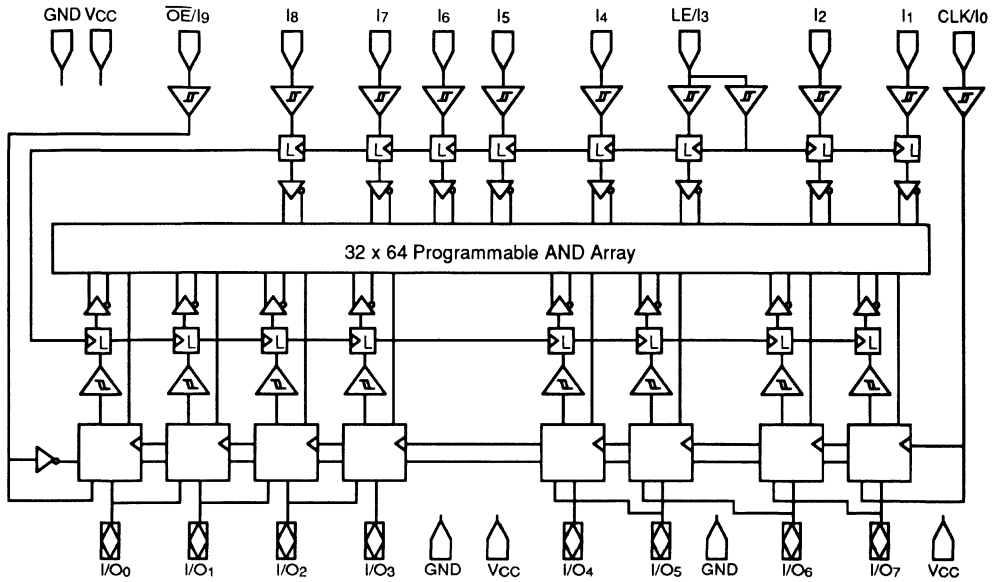 GND VCC OE/I9 I8 I7 I6 I5 I4 LE/I3 I2 I1 CLK/I0
L L L L L L L L
32 x 64 Programmable AND Array
L L L L L L L L
I/O0 I/O1 I/O2 I/O3 GND VCC I/O4 I/O5 GND I/O6 I/O7 VCC